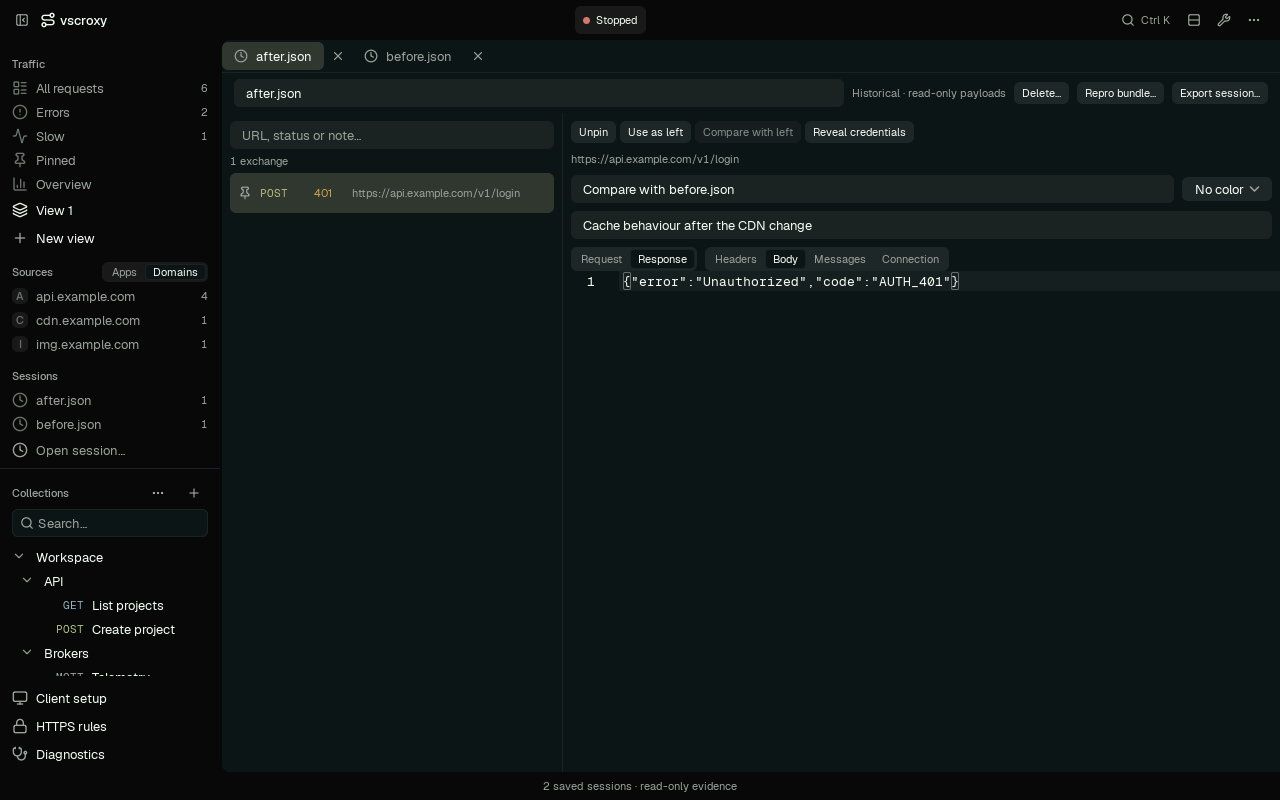 vscroxy
Stopped
Ctrl K
Traffic
All requests 6
Errors 2
Slow 1
Pinned
Overview
View 1
New view
Sources Apps Domains
A api.example.com 4
C cdn.example.com 1
I img.example.com 1
Sessions
after.json 1
before.json 1
Open session…
Collections
Search…
Workspace
API
GET List projects
POST Create project
Brokers
MQTT Telemetry
Client setup
HTTPS rules
Diagnostics
after.json
before.json
after.json
Historical · read-only payloads
Delete…
Repro bundle…
Export session…
URL, status or note…
1 exchange
POST 401 https://api.example.com/v1/login
Unpin
Use as left
Compare with left
Reveal credentials
https://api.example.com/v1/login
Compare with before.json
No color
Cache behaviour after the CDN change
Request Response Headers Body Messages Connection
1 {"error":"Unauthorized","code":"AUTH_401"}
2 saved sessions · read-only evidence